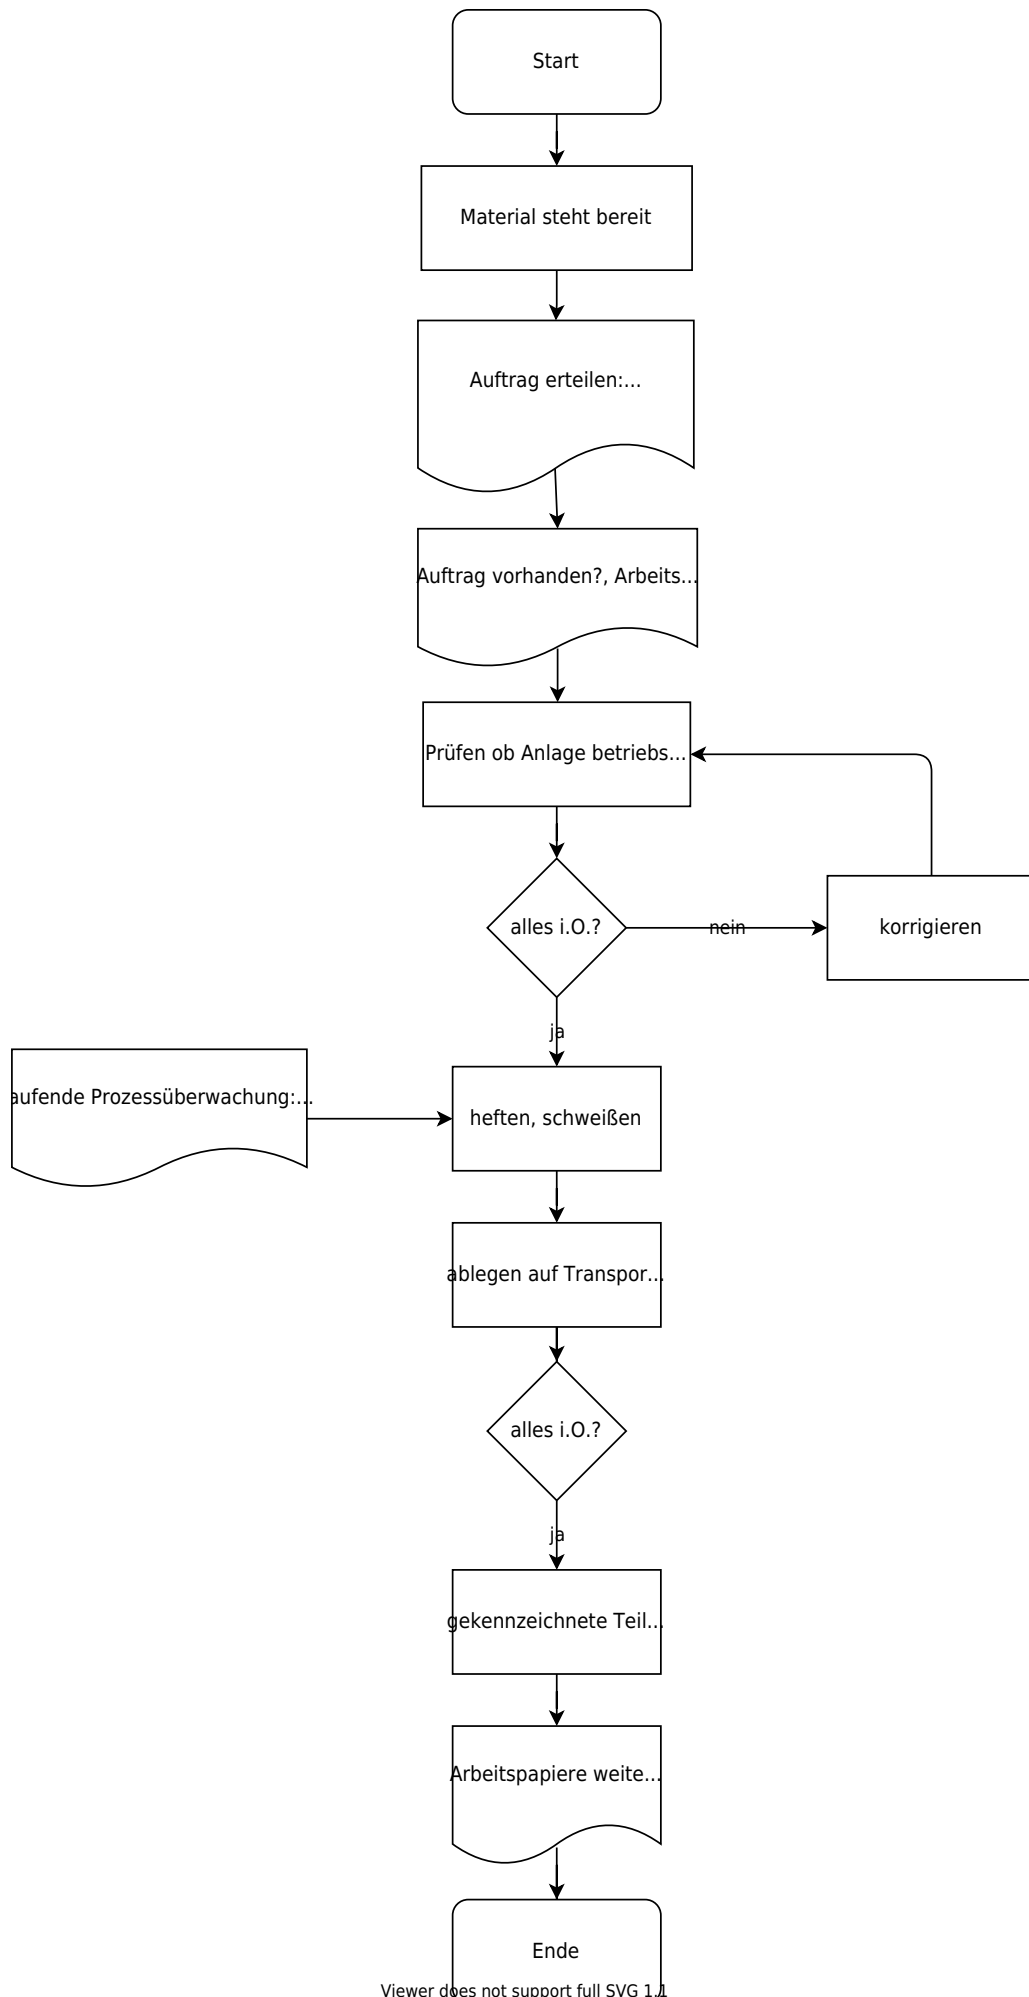 Start
Material steht bereit
Auftrag erteilen:...
Auftrag vorhanden?, Arbeits...
Prüfen ob Anlage betriebs...
alles i.O.?
nein
korrigieren
ja
aufende Prozessüberwachung:...
heften, schweißen
ablegen auf Transpor...
alles i.O.?
ja
gekennzeichnete Teil...
Arbeitspapiere weite...
Ende
Viewer does not support full SVG 1.1